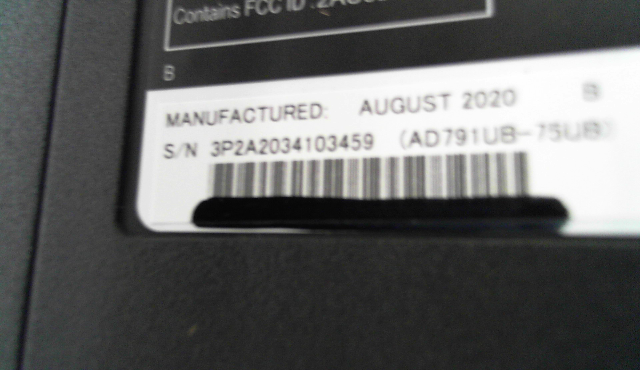 Contains FCC ID :
B
MANUFACTURED: AUGUST 2020 B
S/N 3P2A2034103459 (AD791UB-75UB)